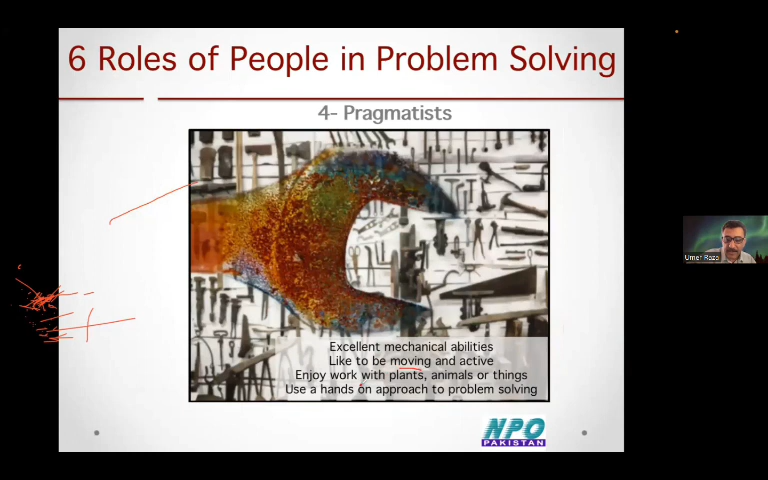 6 Roles of People in Problem Solving
4- Pragmatists
Excellent mechanical abilities
Like to be moving and active
Enjoy work with plants, animals or things
Use a hands on approach to problem solving
NPO
PAKISTAN
Umer Raza